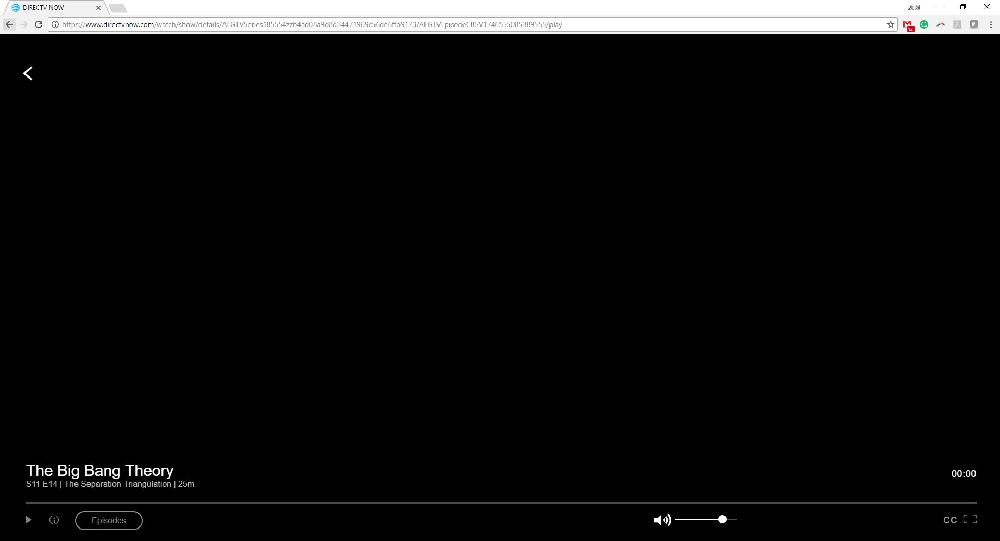 DIRECTV NOW
DTM
https://www.directvnow.com/watch/show/details/AEGTVSeries185554zzb4ad08a9d8d34471969c56de6ffb9173/AEGTVEpisodeCBSV1746555085389555/play
12
The Big Bang Theory
S11 E14 | The Separation Triangulation | 25m
00:00
Episodes
CC